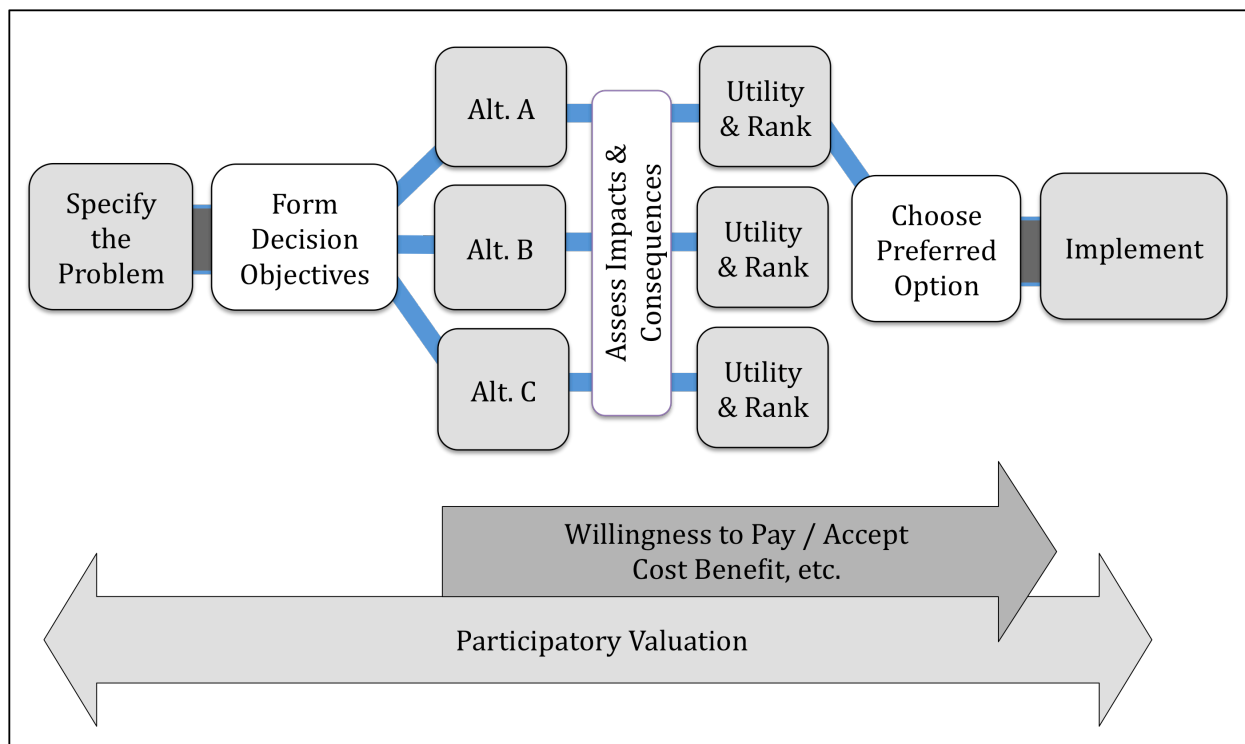 Specify
the
Problem
Form
Decision
Objectives
Alt. A
Alt. B
Alt. C
Assess Impacts &
Consequences
Utility
& Rank
Utility
& Rank
Utility
& Rank
Choose
Preferred
Option
Implement
Willingness to Pay / Accept
Cost Benefit, etc.
Participatory Valuation